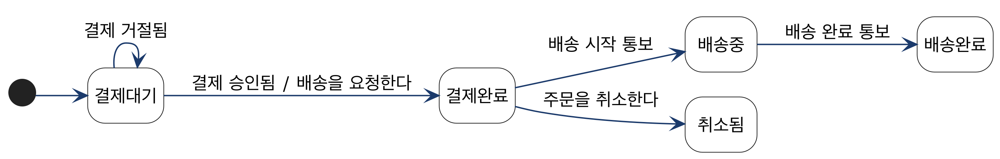 결제 거절됨
결제대기
결제 승인됨 / 배송을 요청한다
결제완료
배송 시작 통보
배송중
배송 완료 통보
배송완료
주문을 취소한다
취소됨